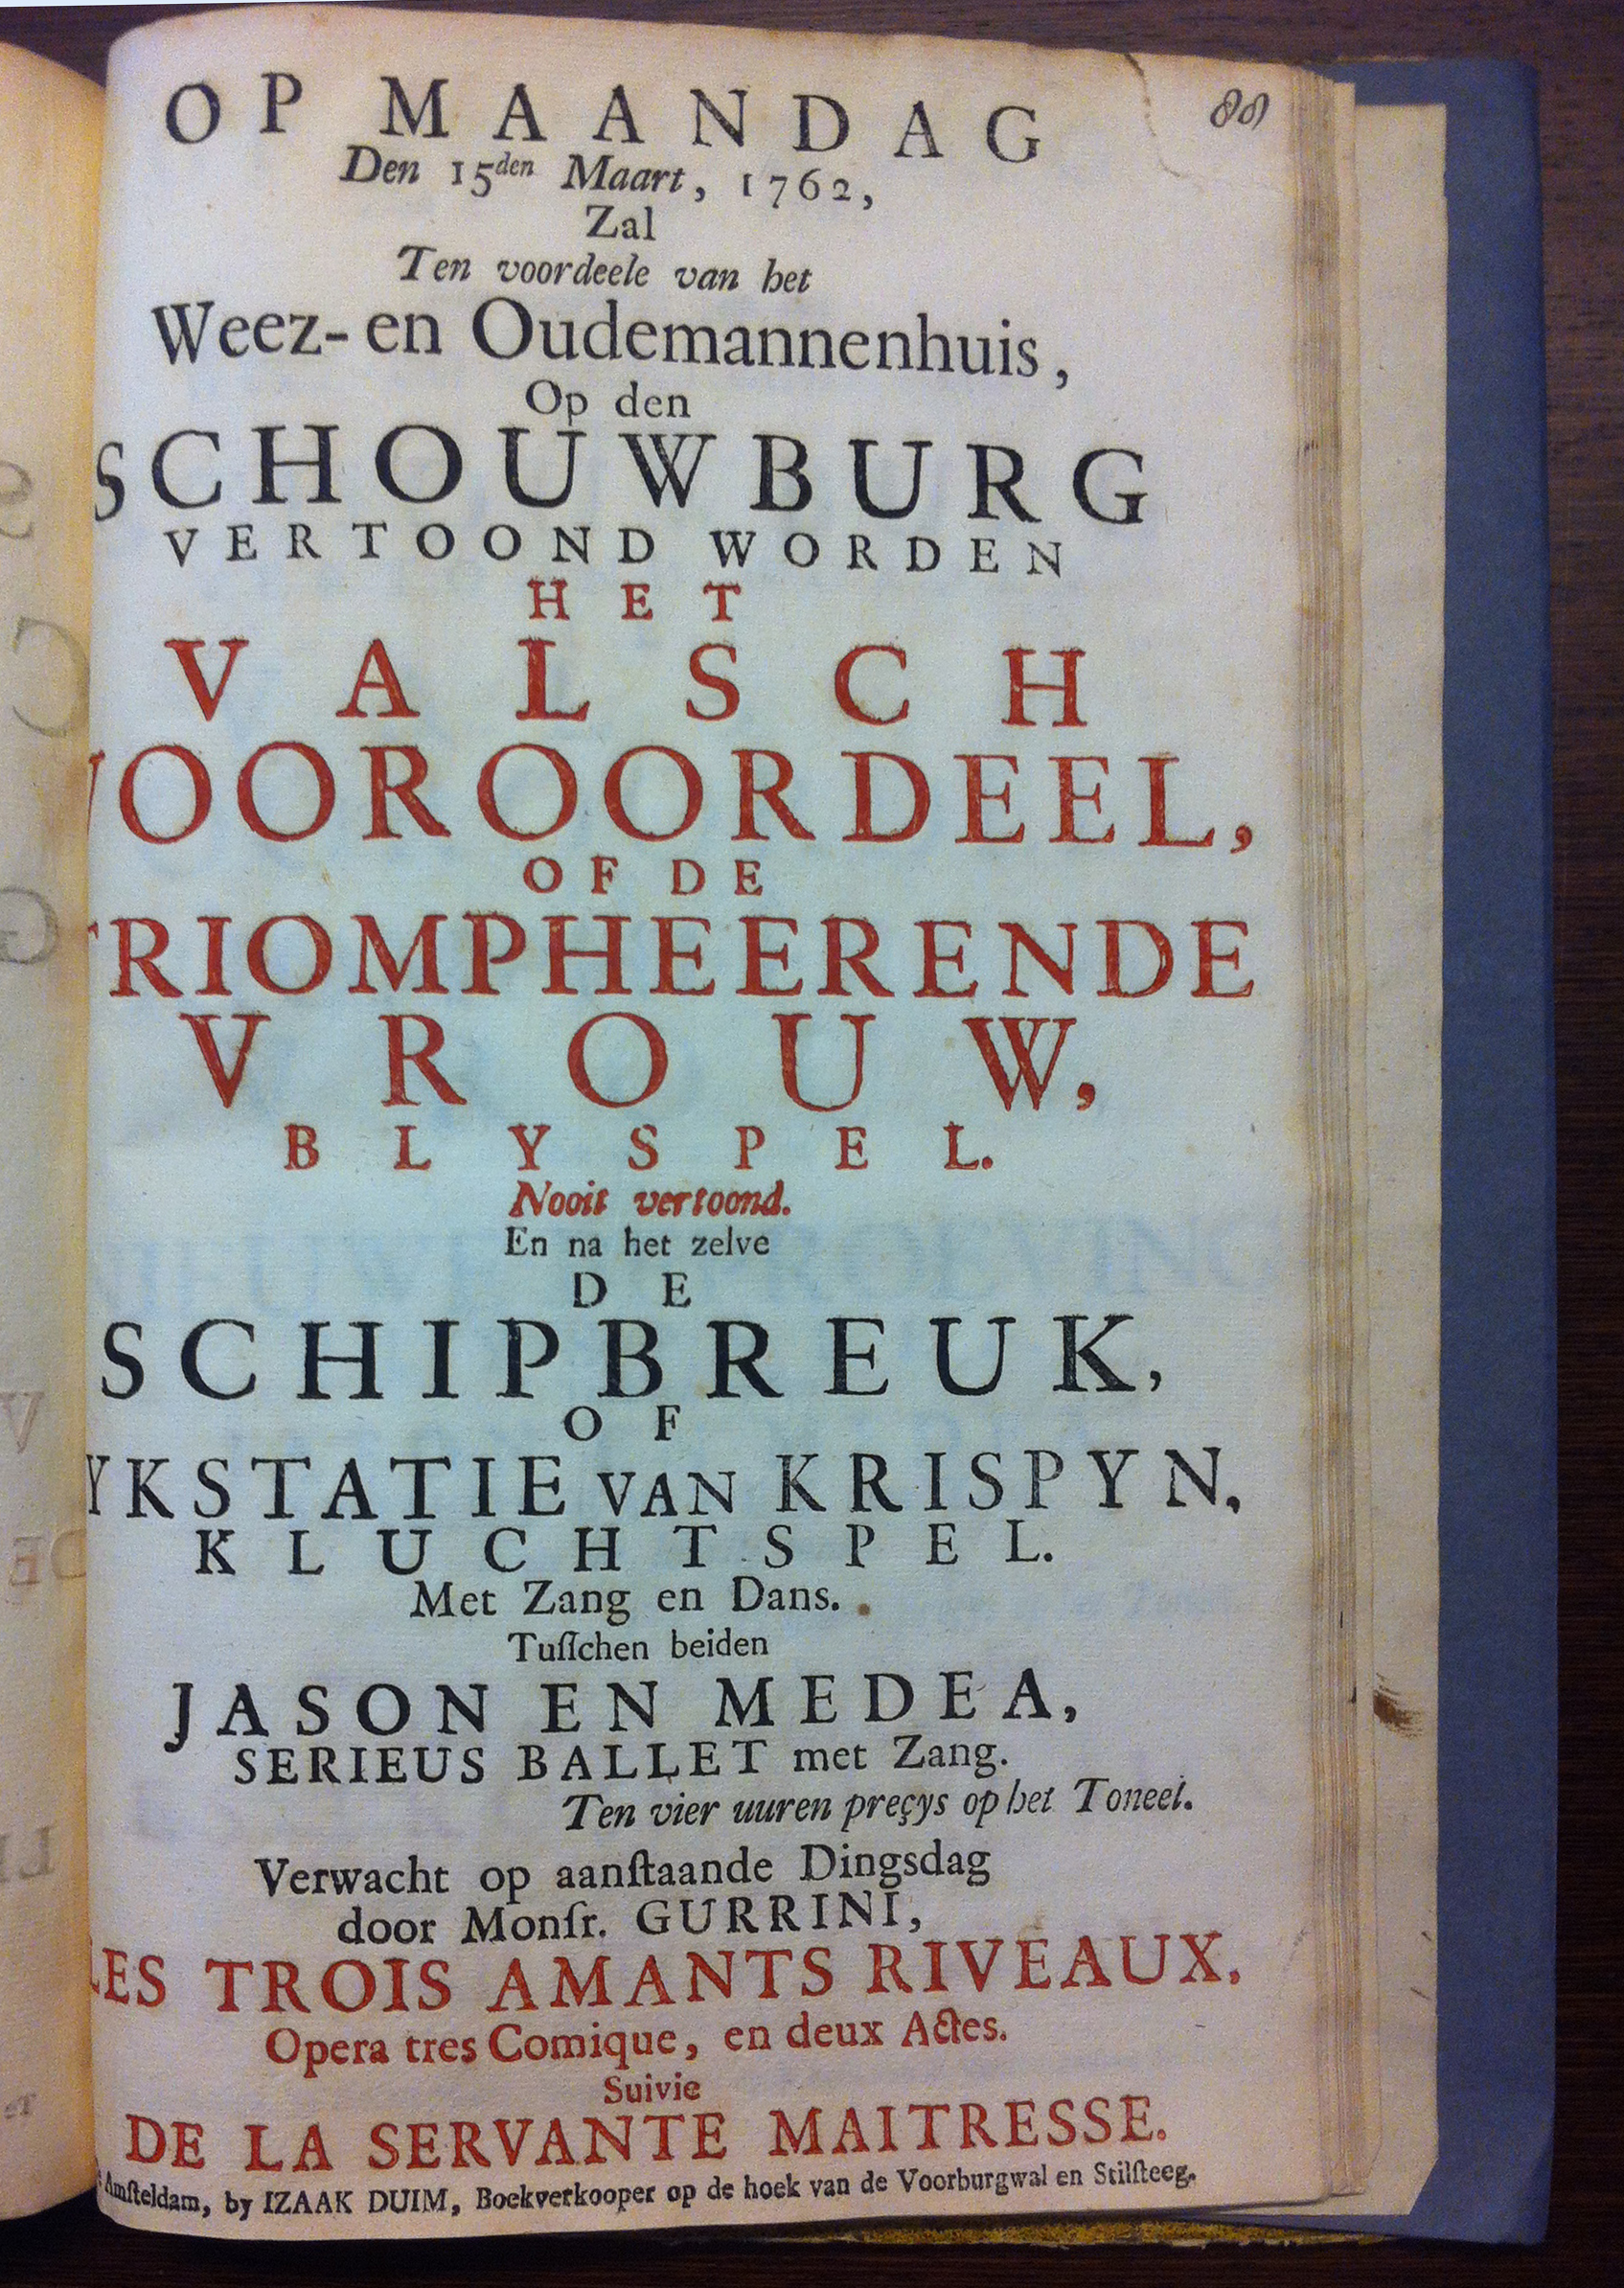 88
OP MAANDAG
Den 15den Maart, 1762,
Zal
Ten voordeele van het
Weez- en Oudemannenhuis,
Op den
SCHOUWBURG
VERTOOND WORDEN
HET
VALSCH
VOOROORDEEL,
OF DE
TRIOMPHEERENDE
VROUW,
BLYSPEL.
Nooit vertoond.
En na het zelve
DE
SCHIPBREUK,
OF
YKSTATIE VAN KRISPYN,
KLUCHTSPEL.
Met Zang en Dans.
Tuſſchen beiden
JASON EN MEDEA,
SERIEUS BALLET met Zang.
Ten vier uuren preçys op het Toneel.
Verwacht op aanſtaande Dingsdag
door Monſr. GURRINI,
LES TROIS AMANTS RIVEAUX,
Opera tres Comique, en deux Actes.
Suivie
DE LA SERVANTE MAITRESSE.
Amſteldam, by IZAAK DUIM, Boekverkooper op de hoek van de Voorburgwal en Stilſteeg.